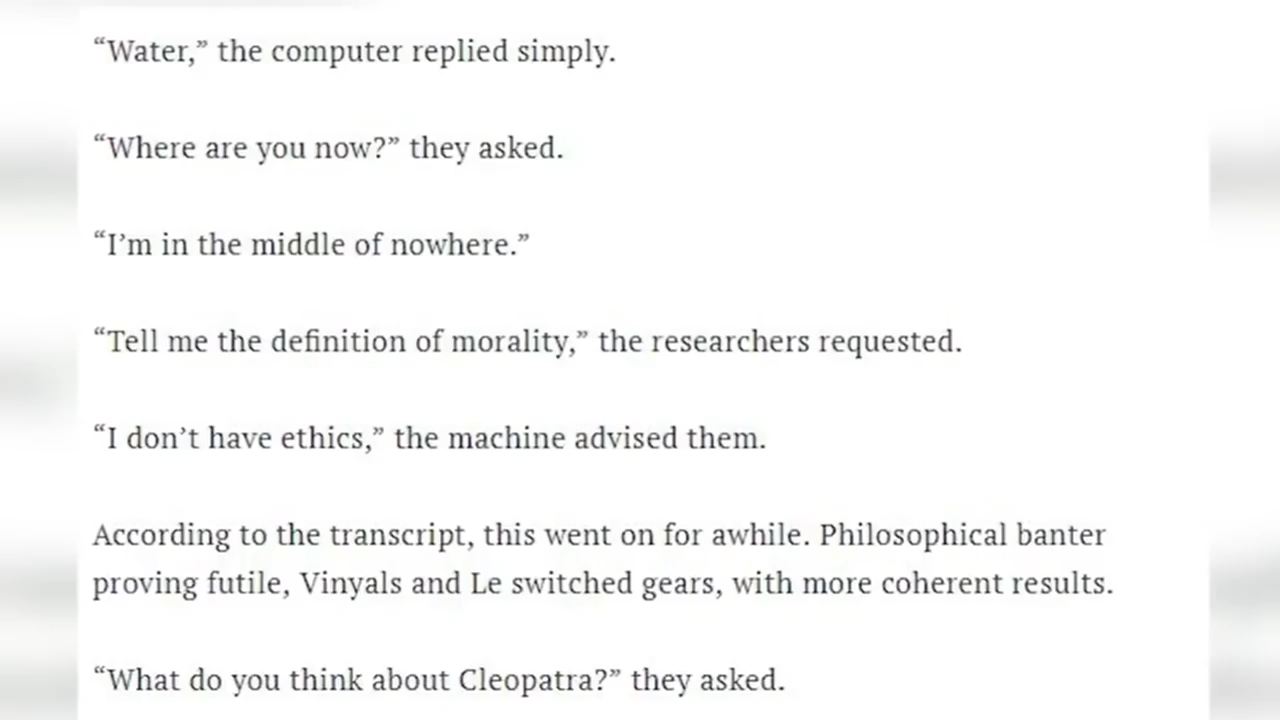 “Water,” the computer replied simply.
“Where are you now?” they asked.
“I’m in the middle of nowhere.”
“Tell me the definition of morality,” the researchers requested.
“I don’t have ethics,” the machine advised them.
According to the transcript, this went on for awhile. Philosophical banter
proving futile, Vinyals and Le switched gears, with more coherent results.
“What do you think about Cleopatra?” they asked.